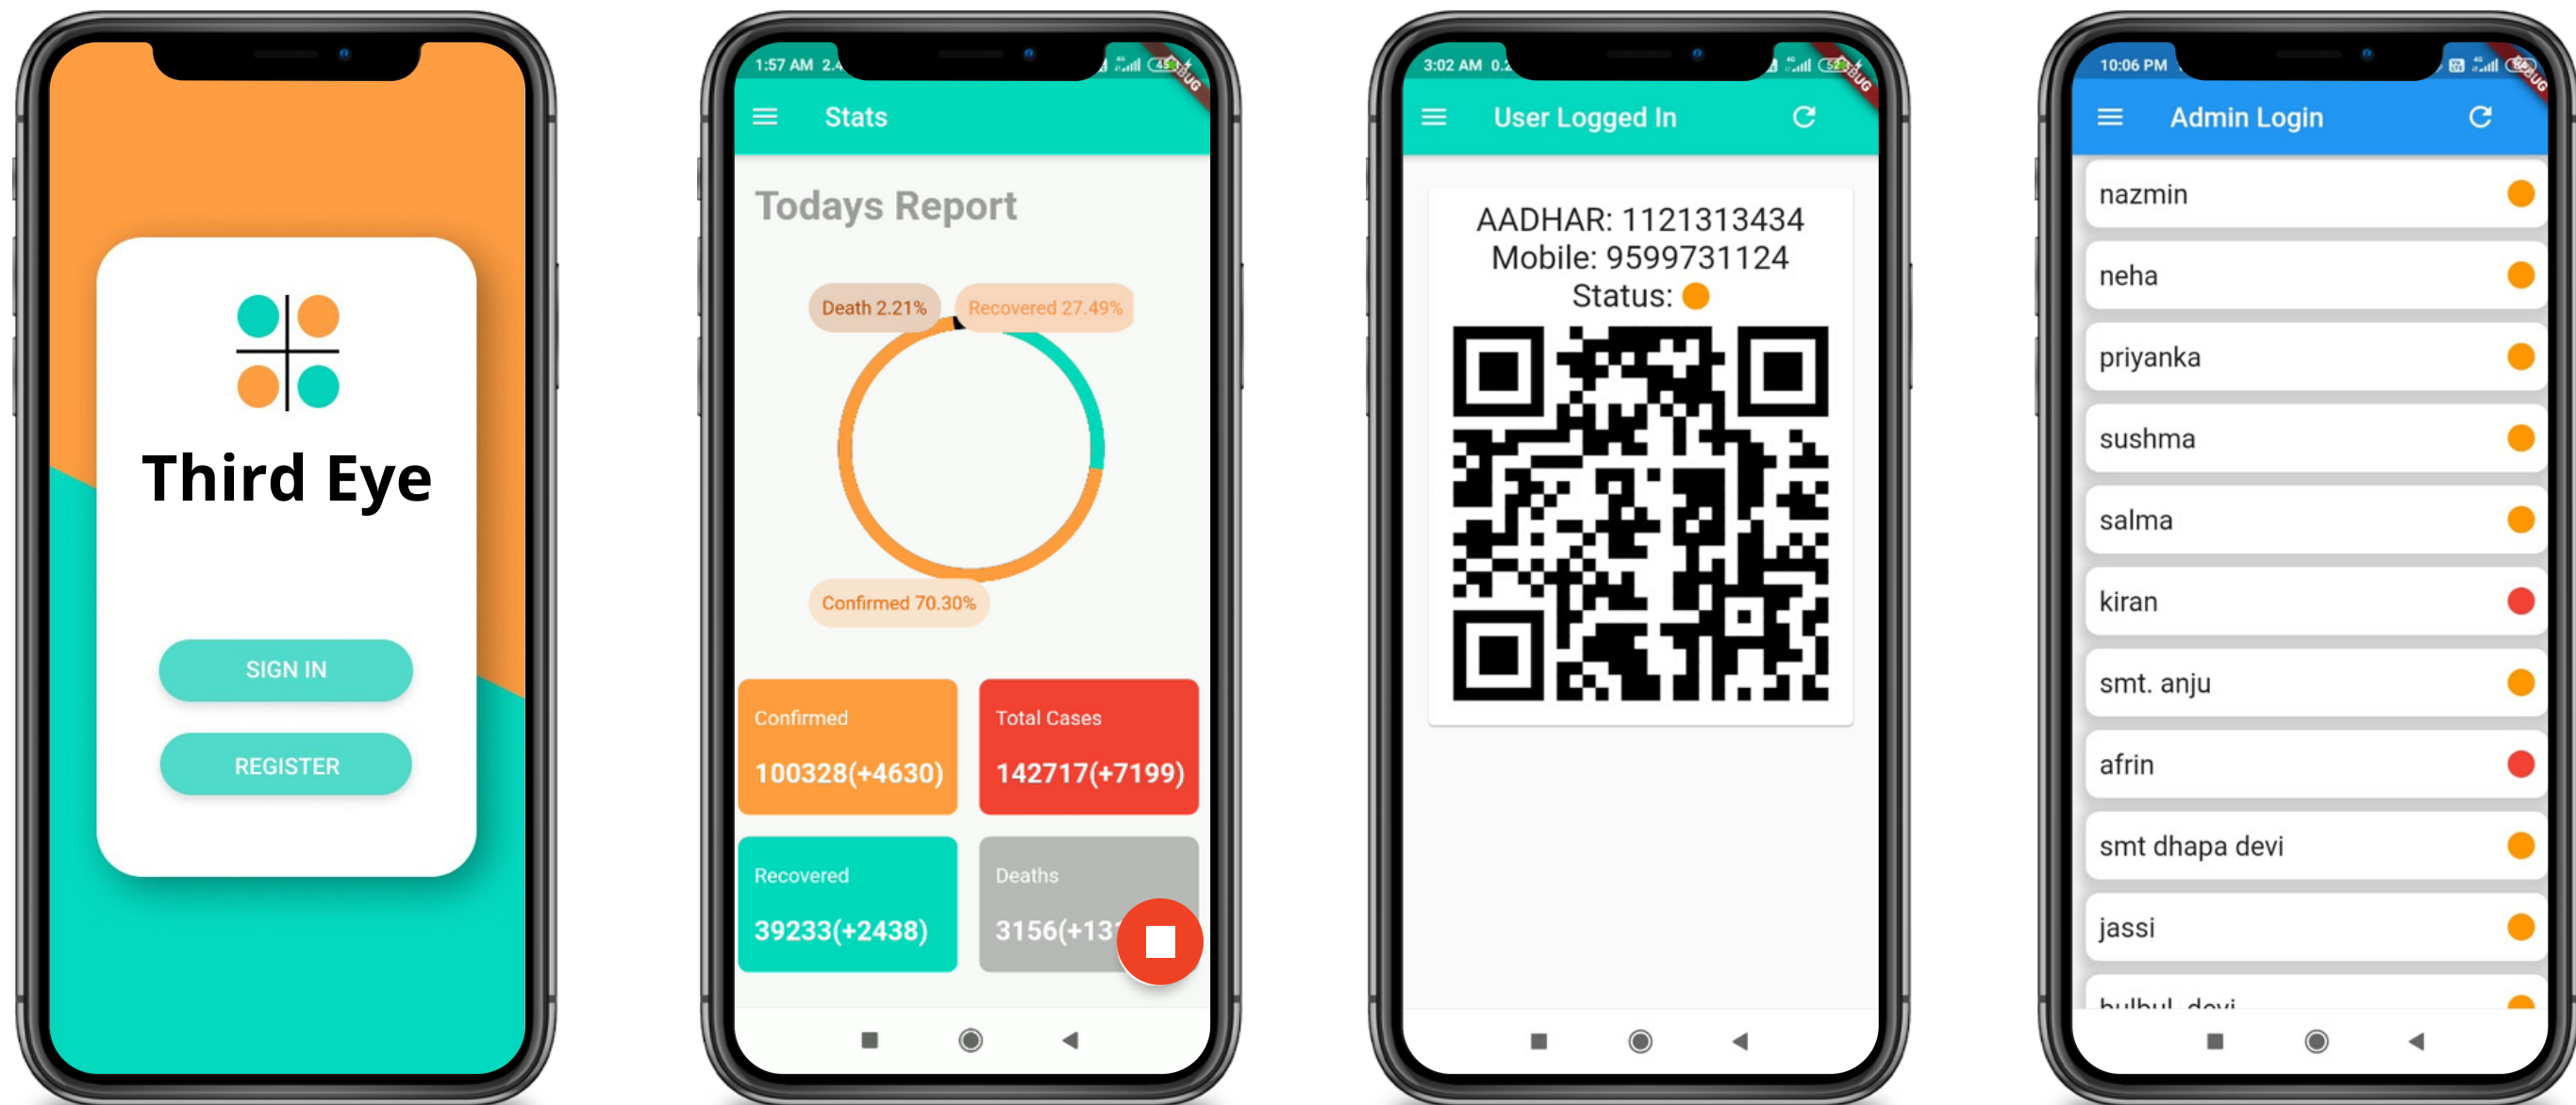 Third Eye
SIGN IN
REGISTER
1:57 AM
Stats
Todays Report
Death 2.21%
Recovered 27.49%
Confirmed 70.30%
Confirmed
100328(+4630)
Total Cases
142717(+7199)
Recovered
39233(+2438)
Deaths
3156(+13
3:02 AM
User Logged In
AADHAR: 1121313434
Mobile: 9599731124
Status:
10:06 PM
Admin Login
nazmin
neha
priyanka
sushma
salma
kiran
smt. anju
afrin
smt dhapa devi
jassi